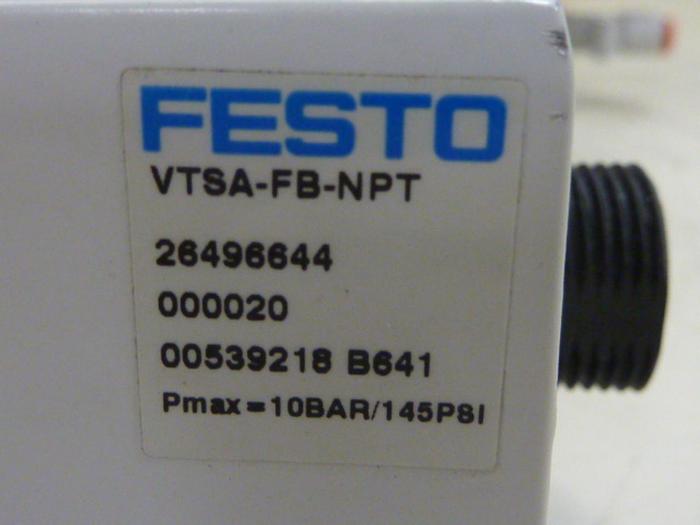 FESTO
VTSA-FB-NPT
26496644
000020
00539218 B641
Pmax=10BAR/145PSI